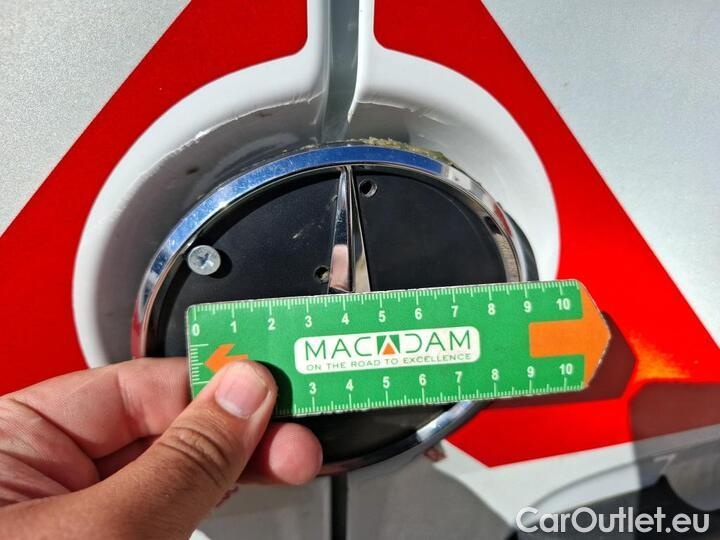 0 1 2 3 4 5 6 7 8 9 10
MACADAM
ON THE ROAD TO EXCELLENCE
3 4 5 6 7 8 9 10
CarOutlet.eu